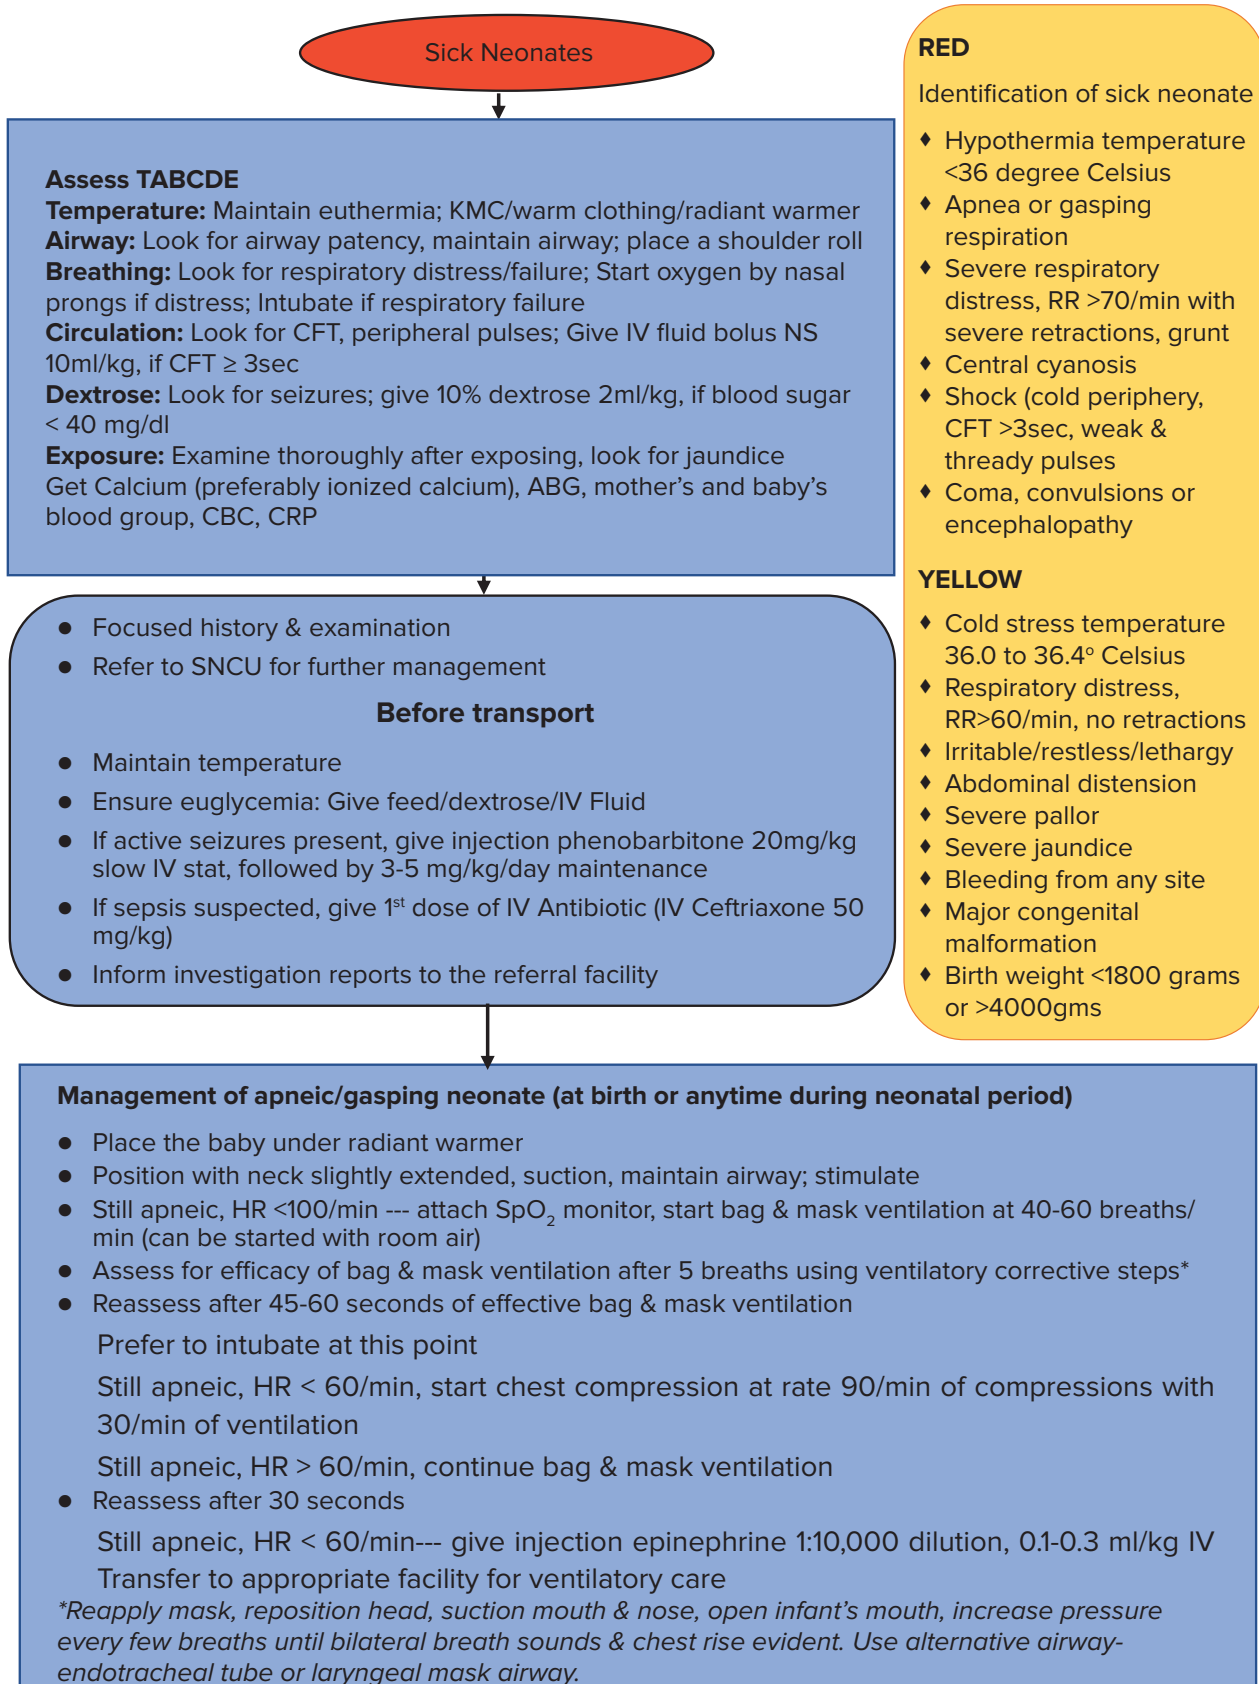 Sick Neonates
Assess TABCDE
Temperature: Maintain euthermia; KMC/warm clothing/radiant warmer
Airway: Look for airway patency, maintain airway; place a shoulder roll
Breathing: Look for respiratory distress/failure; Start oxygen by nasal
prongs if distress; Intubate if respiratory failure
Circulation: Look for CFT, peripheral pulses; Give IV fluid bolus NS
10ml/kg, if CFT ≥ 3sec
Dextrose: Look for seizures; give 10% dextrose 2ml/kg, if blood sugar
< 40 mg/dl
Exposure: Examine thoroughly after exposing, look for jaundice
Get Calcium (preferably ionized calcium), ABG, mother’s and baby’s
blood group, CBC, CRP
● Focused history & examination
● Refer to SNCU for further management
Before transport
● Maintain temperature
● Ensure euglycemia: Give feed/dextrose/IV Fluid
● If active seizures present, give injection phenobarbitone 20mg/kg
slow IV stat, followed by 3-5 mg/kg/day maintenance
● If sepsis suspected, give 1st dose of IV Antibiotic (IV Ceftriaxone 50
mg/kg)
● Inform investigation reports to the referral facility
RED
Identification of sick neonate
♦ Hypothermia temperature
<36 degree Celsius
♦ Apnea or gasping
respiration
♦ Severe respiratory
distress, RR >70/min with
severe retractions, grunt
♦ Central cyanosis
♦ Shock (cold periphery,
CFT >3sec, weak &
thready pulses
♦ Coma, convulsions or
encephalopathy
YELLOW
♦ Cold stress temperature
36.0 to 36.4º Celsius
♦ Respiratory distress,
RR>60/min, no retractions
♦ Irritable/restless/lethargy
♦ Abdominal distension
♦ Severe pallor
♦ Severe jaundice
♦ Bleeding from any site
♦ Major congenital
malformation
♦ Birth weight <1800 grams
or >4000gms
Management of apneic/gasping neonate (at birth or anytime during neonatal period)
● Place the baby under radiant warmer
● Position with neck slightly extended, suction, maintain airway; stimulate
● Still apneic, HR <100/min --- attach SpO2 monitor, start bag & mask ventilation at 40-60 breaths/
min (can be started with room air)
● Assess for efficacy of bag & mask ventilation after 5 breaths using ventilatory corrective steps*
● Reassess after 45-60 seconds of effective bag & mask ventilation
Prefer to intubate at this point
Still apneic, HR < 60/min, start chest compression at rate 90/min of compressions with
30/min of ventilation
Still apneic, HR > 60/min, continue bag & mask ventilation
● Reassess after 30 seconds
Still apneic, HR < 60/min--- give injection epinephrine 1:10,000 dilution, 0.1-0.3 ml/kg IV
Transfer to appropriate facility for ventilatory care
*Reapply mask, reposition head, suction mouth & nose, open infant’s mouth, increase pressure
every few breaths until bilateral breath sounds & chest rise evident. Use alternative airway-
endotracheal tube or laryngeal mask airway.